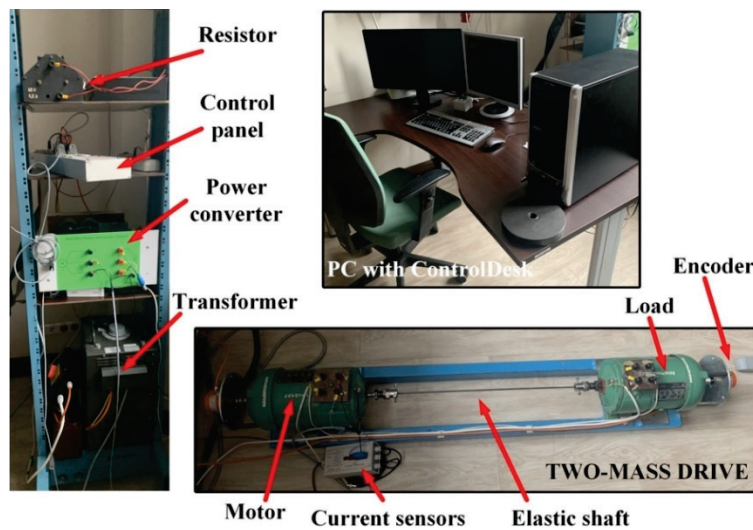 Resistor
Control
panel
Power
converter
Transformer
PC with ControlDesk
Encoder
Load
TWO-MASS DRIVE
Motor
Current sensors
Elastic shaft